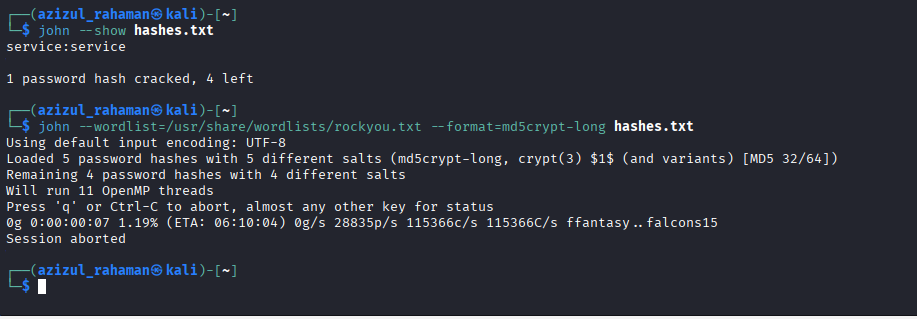 ┌──(azizul_rahaman㉿kali)-[~]
└─$ john --show hashes.txt
service:service
1 password hash cracked, 4 left
┌──(azizul_rahaman㉿kali)-[~]
└─$ john --wordlist=/usr/share/wordlists/rockyou.txt --format=md5crypt-long hashes.txt
Using default input encoding: UTF-8
Loaded 5 password hashes with 5 different salts (md5crypt-long, crypt(3) $1$ (and variants) [MD5 32/64])
Remaining 4 password hashes with 4 different salts
Will run 11 OpenMP threads
Press 'q' or Ctrl-C to abort, almost any other key for status
0g 0:00:00:07 1.19% (ETA: 06:10:04) 0g/s 28835p/s 115366c/s 115366C/s ffantasy..falcons15
Session aborted
┌──(azizul_rahaman㉿kali)-[~]
└─$